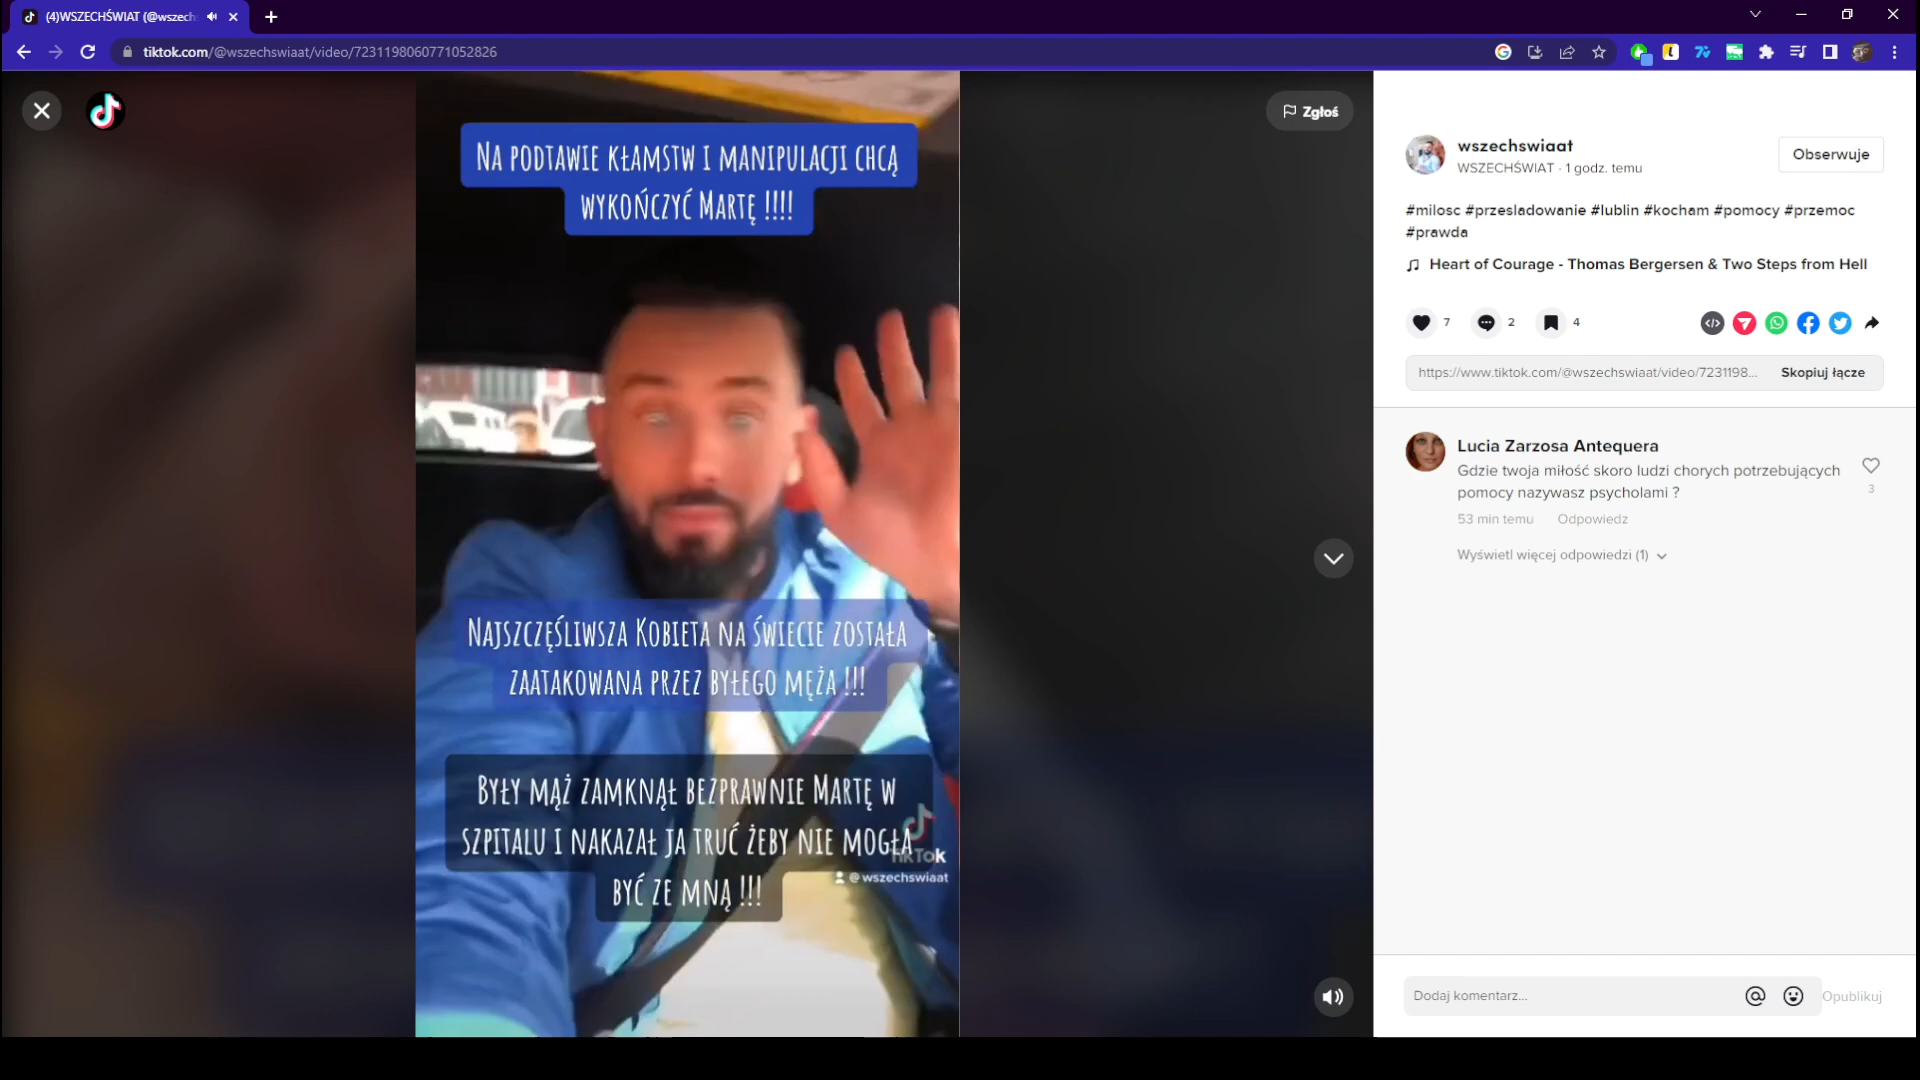 (4)WSZECHŚWIAT (@wszech
tiktok.com/@wszechswiaat/video/7231198060771052826
Zgłoś
NA PODTAWIE KŁAMSTW I MANIPULACJI CHCĄ
WYKOŃCZYĆ MARTĘ !!!!
NAJSZCZĘŚLIWSZA KOBIETA NA ŚWIECIE ZOSTAŁA
ZAATAKOWANA PRZEZ BYŁEGO MĘŻA !!!
BYŁY MĄŻ ZAMKNĄŁ BEZPRAWNIE MARTĘ W
SZPITALU I NAKAZAŁ JA TRUĆ ŻEBY NIE MOGŁA
BYĆ ZE MNĄ !!!
TikTok
@wszechswiaat
wszechswiaat
WSZECHŚWIAT · 1 godz. temu
Obserwuje
#milosc #przesladowanie #lublin #kocham #pomocy #przemoc
#prawda
Heart of Courage - Thomas Bergersen & Two Steps from Hell
7
2
4
https://www.tiktok.com/@wszechswiaat/video/7231198...
Skopiuj łącze
Lucia Zarzosa Antequera
Gdzie twoja miłość skoro ludzi chorych potrzebujących
pomocy nazywasz psycholami ?
3
53 min temu Odpowiedz
Wyświetl więcej odpowiedzi (1)
Dodaj komentarz...
Opublikuj